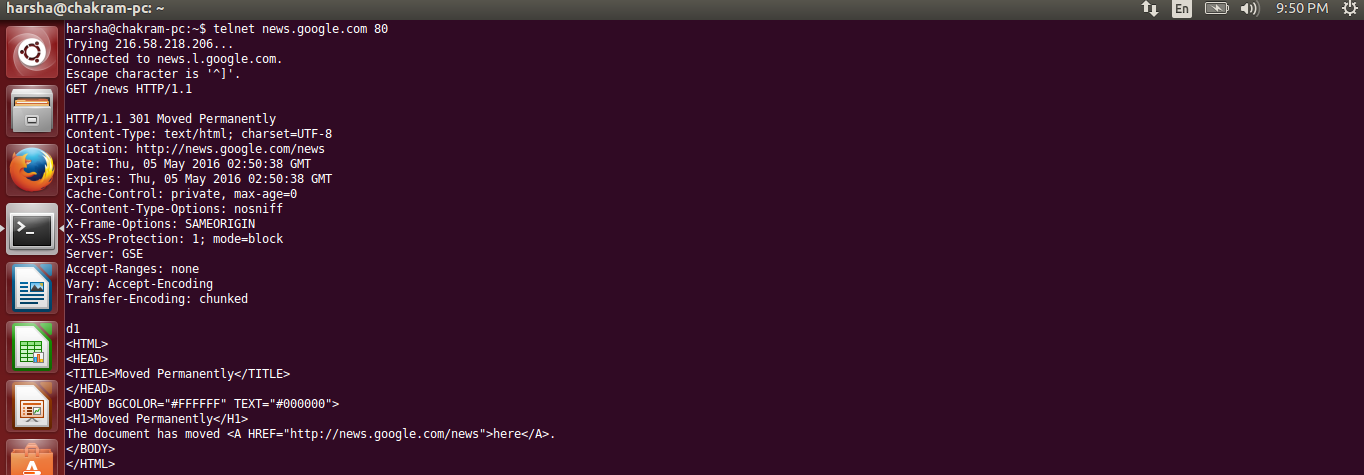 harsha@chakram-pc: ~
En
9:50 PM
harsha@chakram-pc:~$ telnet news.google.com 80
Trying 216.58.218.206...
Connected to news.l.google.com.
Escape character is '^]'.
GET /news HTTP/1.1

HTTP/1.1 301 Moved Permanently
Content-Type: text/html; charset=UTF-8
Location: http://news.google.com/news
Date: Thu, 05 May 2016 02:50:38 GMT
Expires: Thu, 05 May 2016 02:50:38 GMT
Cache-Control: private, max-age=0
X-Content-Type-Options: nosniff
X-Frame-Options: SAMEORIGIN
X-XSS-Protection: 1; mode=block
Server: GSE
Accept-Ranges: none
Vary: Accept-Encoding
Transfer-Encoding: chunked

d1
<HTML>
<HEAD>
<TITLE>Moved Permanently</TITLE>
</HEAD>
<BODY BGCOLOR="#FFFFFF" TEXT="#000000">
<H1>Moved Permanently</H1>
The document has moved <A HREF="http://news.google.com/news">here</A>.
</BODY>
</HTML>